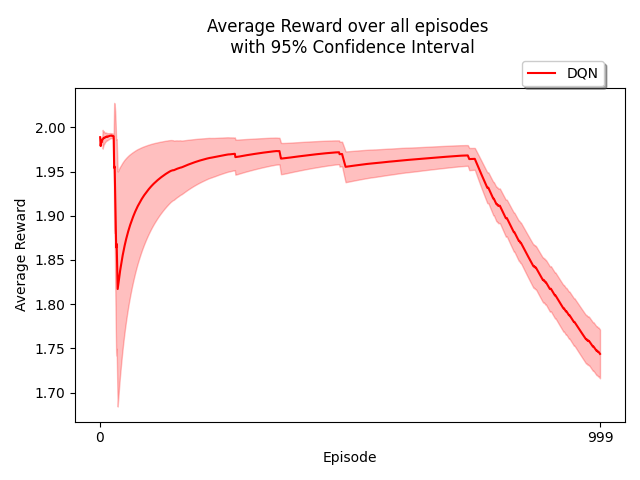 Average Reward over all episodes
with 95% Confidence Interval
DQN
2.00
1.95
1.90
1.85
1.80
1.75
1.70
Average Reward
0
999
Episode